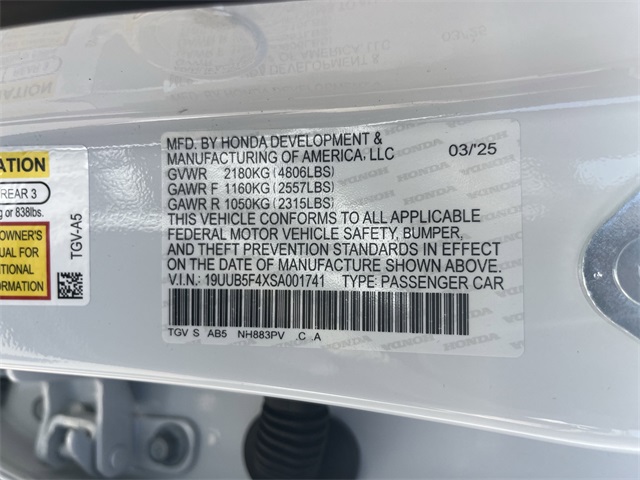 MFD. BY HONDA DEVELOPMENT &
MANUFACTURING OF AMERICA, LLC 03/'25
GVWR 2180KG (4806LBS)
GAWR F 1160KG (2557LBS)
GAWR R 1050KG (2315LBS)
THIS VEHICLE CONFORMS TO ALL APPLICABLE
FEDERAL MOTOR VEHICLE SAFETY, BUMPER,
AND THEFT PREVENTION STANDARDS IN EFFECT
ON THE DATE OF MANUFACTURE SHOWN ABOVE.
V.I.N.: 19UUB5F4XSA001741 TYPE: PASSENGER CAR
TGV S AB5 NH883PV .C .A
REAR 3
or 838lbs.
OWNER'S
FOR
TGV-A5